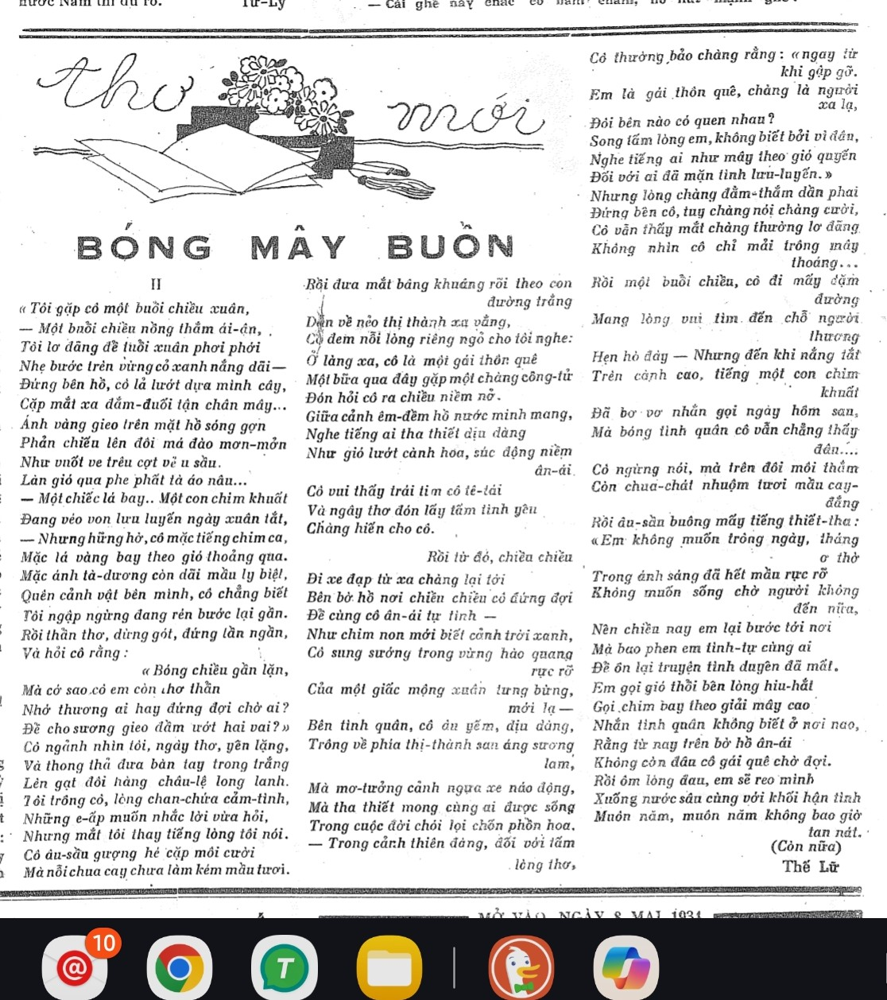 Tứ-Ly
— Cái ghế này chắc có
thơ mới
BÓNG MÂY BUỒN
II
« Tôi gặp cô một buổi chiều xuân,
— Một buổi chiều nồng thắm ái-ân,
Tôi lơ đãng để tuổi xuân phơi phới
Nhẹ bước trên vừng cỏ xanh nắng dãi —
Đứng bên hồ, cô lả lướt dựa mình cây,
Cặp mắt xa đắm-đuối tận chân mây...
Ánh vàng gieo trên mặt hồ sóng gợn
Phản chiếu lên đôi má đào mơn-mởn
Như vuốt ve trêu cợt vẻ u sầu.
Làn gió qua phe phất tà áo nâu...
— Một chiếc lá bay.. Một con chim khuất
Đang véo von lưu luyến ngày xuân tắt,
— Nhưng hững hờ, cô mặc tiếng chim ca,
Mặc lá vàng bay theo gió thoảng qua.
Mặc ánh tà-dương còn dãi mầu ly biệt,
Quên cảnh vật bên mình, cô chẳng biết
Tôi ngập ngừng đang rén bước lại gần.
Rồi thẩn thơ, dừng gót, đứng tần ngần,
Và hỏi cô rằng :
« Bóng chiều gần lặn,
Mà cớ sao cô em còn thơ thẩn
Nhớ thương ai hay đứng đợi chờ ai ?
Để cho sương gieo đầm ướt hai vai ? »
Cô ngảnh nhìn tôi, ngây thơ, yên lặng,
Và thong thả đưa bàn tay trong trắng
Lên gạt đôi hàng châu-lệ long lanh.
Tôi trông cô, lòng chan-chứa cảm-tình,
Những e-ấp muốn nhắc lời vừa hỏi,
Nhưng mắt tôi thay tiếng lòng tôi nói.
Cô âu-sầu gượng hé cặp môi cười
Mà nỗi chua cay chưa làm kém mầu tươi.
Rồi đưa mắt bâng khuâng rõi theo con
đường trắng
Dẫn về nẻo thị thành xa vắng,
Cô đem nỗi lòng riêng ngỏ cho tôi nghe:
Ở làng xa, cô là một gái thôn quê
Một bữa qua đây gặp một chàng công-tử
Đón hỏi cô ra chiều niềm nở.
Giữa cảnh êm-đềm hồ nước minh mang,
Nghe tiếng ai tha thiết dịu dàng
Như gió lướt cành hoa, súc động niềm
ân-ái.
Cô vui thấy trái tim cô tê-tái
Và ngây thơ đón lấy tấm tình yêu
Chàng hiến cho cô.
Rồi từ đó, chiều chiều
Đi xe đạp từ xa chàng lại tới
Bên bờ hồ nơi chiều chiều cô đứng đợi
Để cùng cô ân-ái tự tình —
Như chim non mới biết cảnh trời xanh,
Cô sung sướng trong vừng hào quang
rực rỡ
Của một giấc mộng xuân tưng bừng,
mới lạ —
Bên tình quân, cô âu yếm, dịu dàng,
Trông về phía thị-thành sau áng sương
lam,
Mà mơ-tưởng cảnh ngựa xe náo động,
Mà tha thiết mong cùng ai được sống
Trong cuộc đời chói lọi chốn phồn hoa.
— Trong cảnh thiên đàng, đối với tấm
lòng thơ,
Cô thường bảo chàng rằng : « ngay từ
khi gặp gỡ.
Em là gái thôn quê, chàng là người
xa lạ,
Đôi bên nào có quen nhau ?
Song tấm lòng em, không biết bởi vì đâu,
Nghe tiếng ai như mây theo gió quyến
Đối với ai đã mặn tình lưu-luyến. »
Nhưng lòng chàng đằm-thắm dần phai
Đứng bên cô, tuy chàng nói chàng cười,
Cô vẫn thấy mắt chàng thường lơ đãng
Không nhìn cô chỉ mải trông mây
thoáng...
Rồi một buổi chiều, cô đi mấy dặm
đường
Mang lòng vui tìm đến chỗ người
thương
Hẹn hò đây — Nhưng đến khi nắng tắt
Trên cành cao, tiếng một con chim
khuất
Đã bơ vơ nhắn gọi ngày hôm sau,
Mà bóng tình quân cô vẫn chẳng thấy
đâu....
Cô ngừng nói, mà trên đôi môi thắm
Còn chua-chát nhuộm tươi mầu cay-
đắng
Rồi âu-sầu buông mấy tiếng thiết-tha :
« Em không muốn trông ngày, tháng
ơ thờ
Trong ánh sáng đã hết mầu rực rỡ
Không muốn sống chờ người không
đến nữa,
Nên chiều nay em lại bước tới nơi
Mà bao phen em tình-tự cùng ai
Để ôn lại truyện tình duyên đã mất.
Em gọi gió thổi bên lòng hiu-hắt
Gọi chim bay theo giải mây cao
Nhắn tình quân không biết ở nơi nao,
Rằng từ nay trên bờ hồ ân-ái
Không còn đâu cô gái quê chờ đợi.
Rồi ôm lòng đau, em sẽ reo mình
Xuống nước sâu cùng với khối hận tình
Muôn năm, muôn năm không bao giờ
tan nát.
(Còn nữa)
Thế Lữ
MỞ VÀO NGÀY 8 MAI 1934
10
T